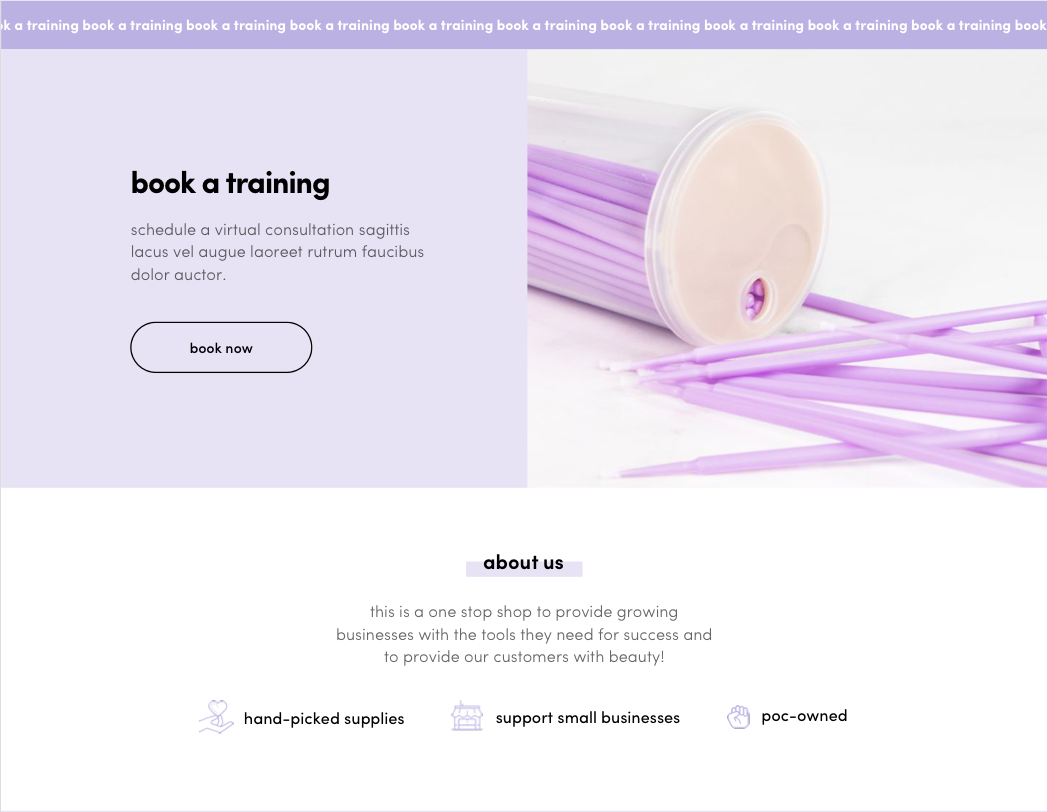 ok a training book a training book a training book a training book a training book a training book a training book a training book a training book a training book
book a training
schedule a virtual consultation sagittis
lacus vel augue laoreet rutrum faucibus
dolor auctor.
book now
about us
this is a one stop shop to provide growing
businesses with the tools they need for success and
to provide our customers with beauty!
hand-picked supplies
support small businesses
poc-owned